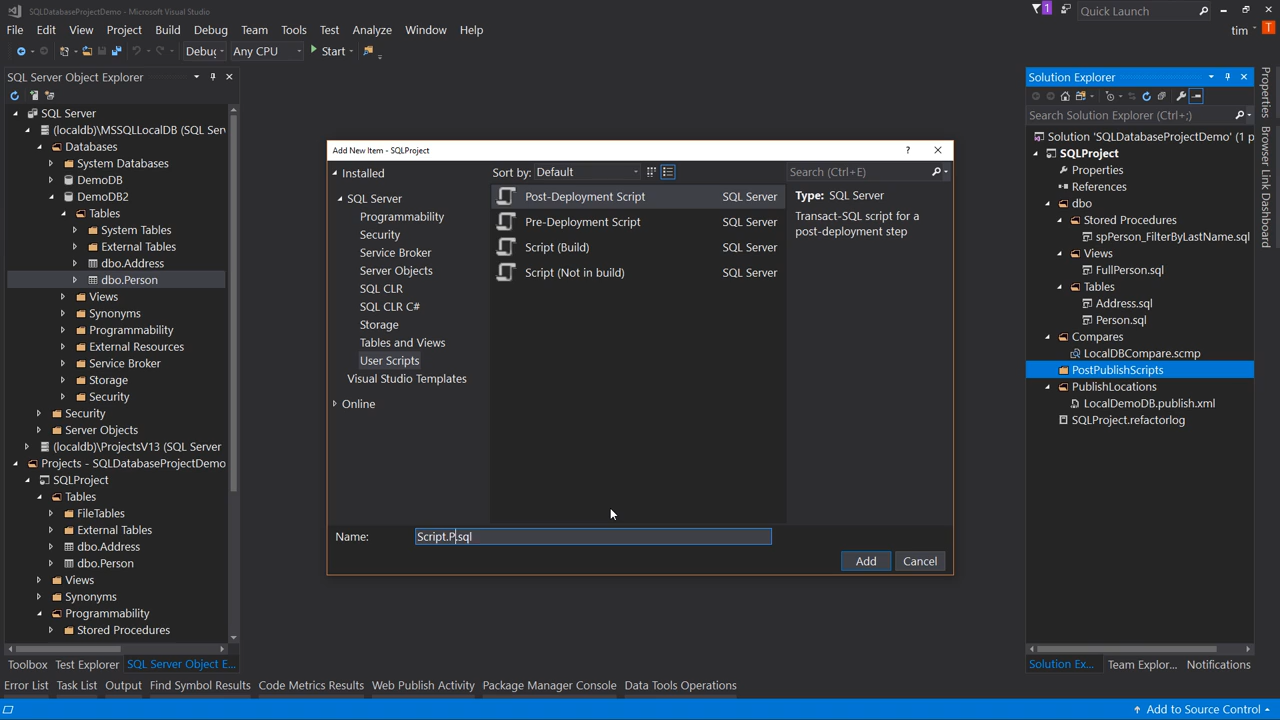 SQLDatabaseProjectDemo - Microsoft Visual Studio
1
Quick Launch
File Edit View Project Build Debug Team Tools Test Analyze Window Help
tim T
Debug Any CPU Start
SQL Server Object Explorer
SQL Server
(localdb)\MSSQLLocalDB (SQL Serv
Databases
System Databases
DemoDB
DemoDB2
Tables
System Tables
External Tables
dbo.Address
dbo.Person
Views
Synonyms
Programmability
External Resources
Service Broker
Storage
Security
Security
Server Objects
(localdb)\ProjectsV13 (SQL Server
Projects - SQLDatabaseProjectDemo
SQLProject
Tables
FileTables
External Tables
dbo.Address
dbo.Person
Views
Synonyms
Programmability
Stored Procedures
Toolbox Test Explorer SQL Server Object E...
Add New Item - SQLProject
?
Installed
SQL Server
Programmability
Security
Service Broker
Server Objects
SQL CLR
SQL CLR C#
Storage
Tables and Views
User Scripts
Visual Studio Templates
Online
Sort by: Default
Search (Ctrl+E)
Post-Deployment Script SQL Server
Pre-Deployment Script SQL Server
Script (Build) SQL Server
Script (Not in build) SQL Server
Type: SQL Server
Transact-SQL script for a
post-deployment step
Name: Script.P.sql
Add Cancel
Solution Explorer
Search Solution Explorer (Ctrl+;)
Solution 'SQLDatabaseProjectDemo' (1 p
SQLProject
Properties
References
dbo
Stored Procedures
spPerson_FilterByLastName.sql
Views
FullPerson.sql
Tables
Address.sql
Person.sql
Compares
LocalDBCompare.scmp
PostPublishScripts
PublishLocations
LocalDemoDB.publish.xml
SQLProject.refactorlog
Solution Ex... Team Explor... Notifications
Properties
Diagnostic Tools
Database Explorer
Error List Task List Output Find Symbol Results Code Metrics Results Web Publish Activity Package Manager Console Data Tools Operations
Add to Source Control